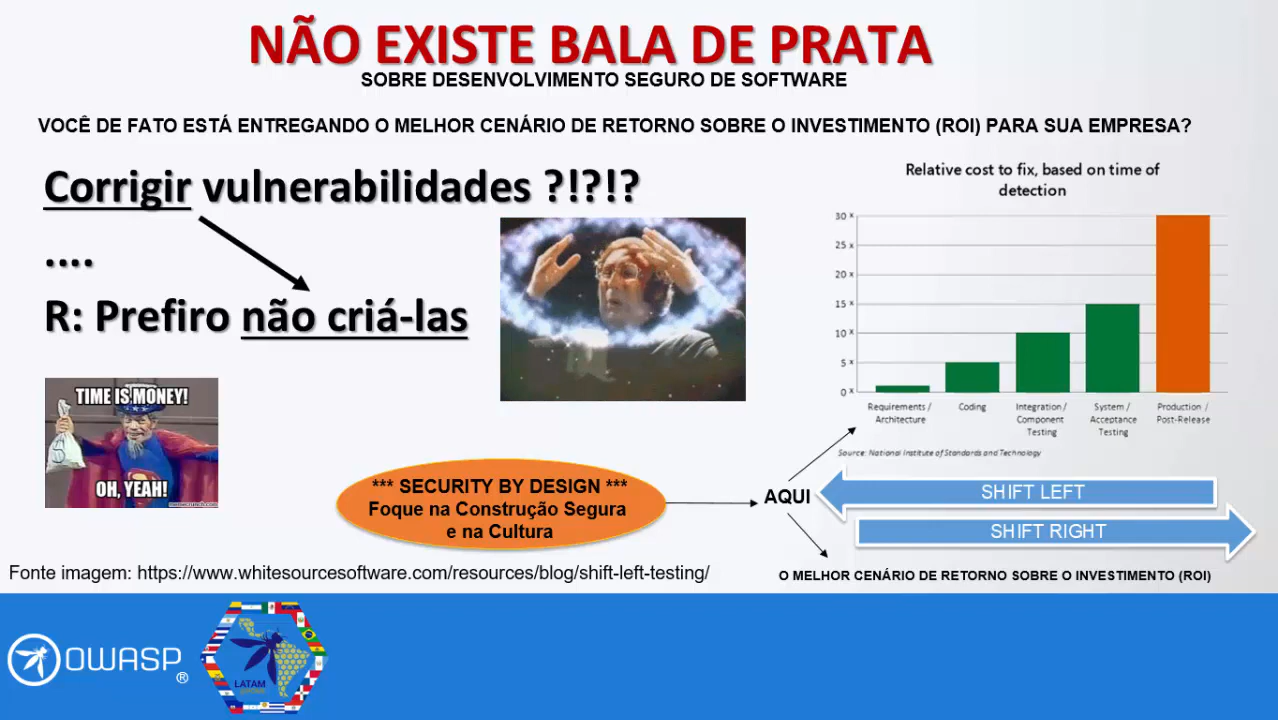 NÃO EXISTE BALA DE PRATA
SOBRE DESENVOLVIMENTO SEGURO DE SOFTWARE
VOCÊ DE FATO ESTÁ ENTREGANDO O MELHOR CENÁRIO DE RETORNO SOBRE O INVESTIMENTO (ROI) PARA SUA EMPRESA?
Corrigir vulnerabilidades ?!?!?
....
R: Prefiro não criá-las
TIME IS MONEY!
OH, YEAH!
memecrunch.com
Relative cost to fix, based on time of
detection
30 x
25 x
20 x
15 x
10 x
5 x
0 x
Requirements /
Architecture
Coding
Integration /
Component
Testing
System /
Acceptance
Testing
Production /
Post-Release
Source: National Institute of Standards and Technology
*** SECURITY BY DESIGN ***
Foque na Construção Segura
e na Cultura
AQUI
SHIFT LEFT
SHIFT RIGHT
O MELHOR CENÁRIO DE RETORNO SOBRE O INVESTIMENTO (ROI)
Fonte imagem: https://www.whitesourcesoftware.com/resources/blog/shift-left-testing/
OWASP®
LATAM